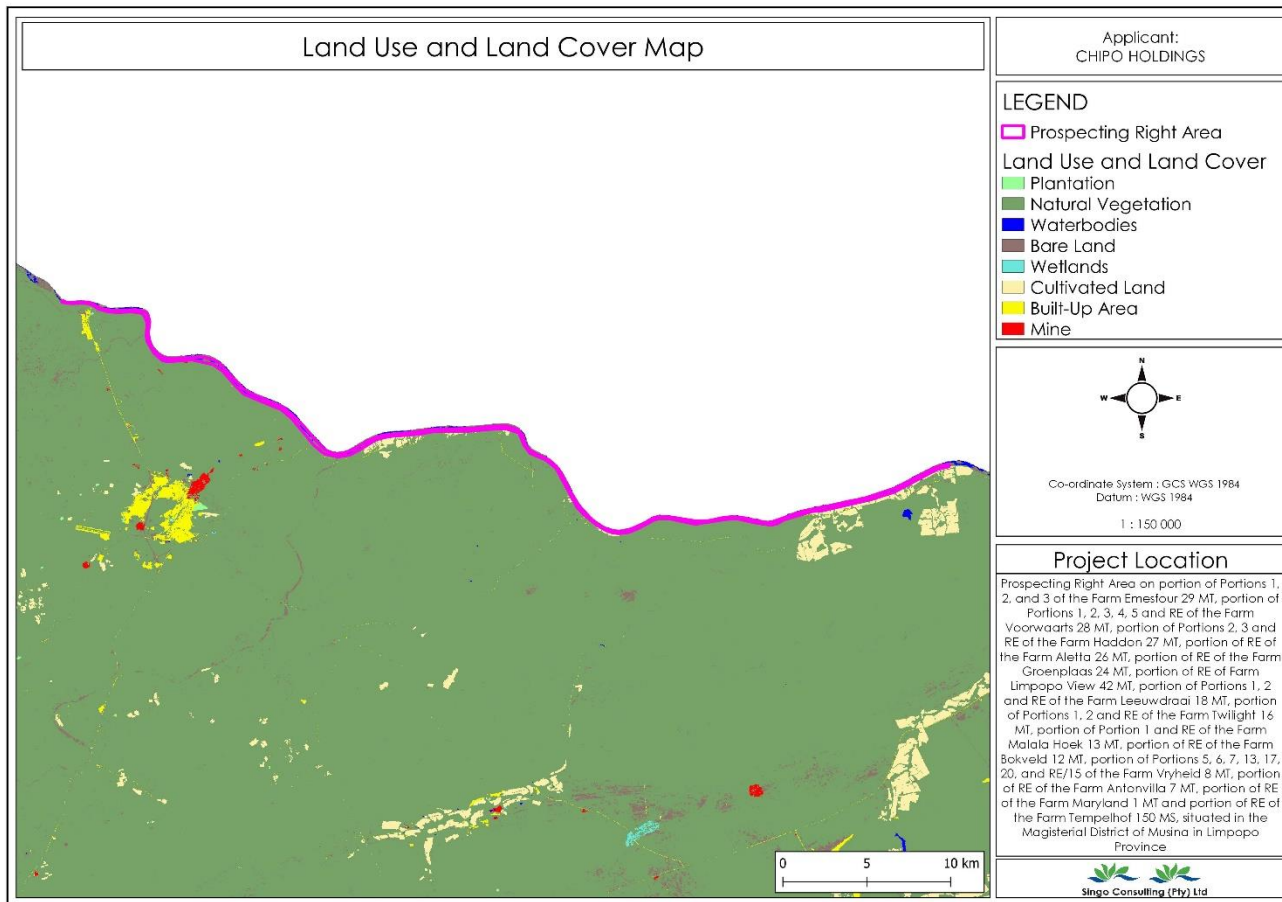 Land Use and Land Cover Map
Applicant:
CHIPO HOLDINGS
LEGEND
Prospecting Right Area
Land Use and Land Cover
Plantation
Natural Vegetation
Waterbodies
Bare Land
Wetlands
Cultivated Land
Built-Up Area
Mine
N
W E
S
Co-ordinate System : GCS WGS 1984
Datum : WGS 1984
1 : 150 000
Project Location
Prospecting Right Area on portion of Portions 1,
2, and 3 of the Farm Emesfour 29 MT, portion of
Portions 1, 2, 3, 4, 5 and RE of the Farm
Voorwaarts 28 MT, portion of Portions 2, 3 and
RE of the Farm Haddon 27 MT, portion of RE of
the Farm Aletta 26 MT, portion of RE of the Farm
Groenplaas 24 MT, portion of RE of Farm
Limpopo View 42 MT, portion of Portions 1, 2
and RE of the Farm Leeuwdraai 18 MT, portion
of Portions 1, 2 and RE of the Farm Twilight 16
MT, portion of Portion 1 and RE of the Farm
Malala Hoek 13 MT, portion of RE of the Farm
Bokveld 12 MT, portion of Portions 5, 6, 7, 13, 17,
20, and RE/15 of the Farm Vryheid 8 MT, portion
of RE of the Farm Antonvilla 7 MT, portion of RE
of the Farm Maryland 1 MT and portion of RE of
the Farm Tempelhof 150 MS, situated in the
Magisterial District of Musina in Limpopo
Province
0 5 10 km
Singo Consulting (Pty) Ltd